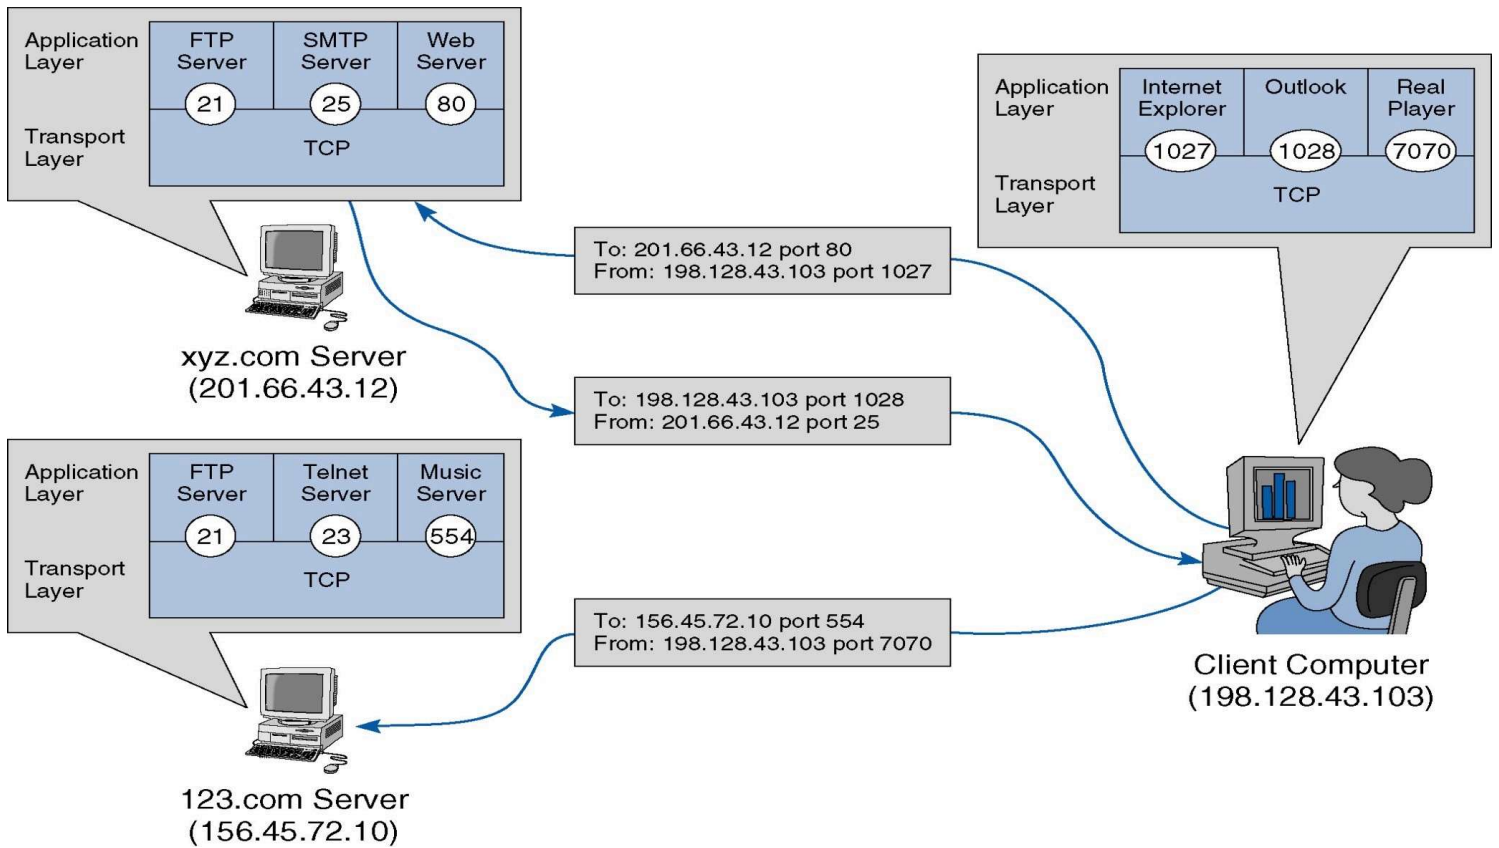 Application
Layer
FTP
Server
SMTP
Server
Web
Server
21
25
80
Transport
Layer
TCP
xyz.com Server
(201.66.43.12)
Application
Layer
Internet
Explorer
Outlook
Real
Player
1027
1028
7070
Transport
Layer
TCP
To: 201.66.43.12 port 80
From: 198.128.43.103 port 1027
To: 198.128.43.103 port 1028
From: 201.66.43.12 port 25
Application
Layer
FTP
Server
Telnet
Server
Music
Server
21
23
554
Transport
Layer
TCP
To: 156.45.72.10 port 554
From: 198.128.43.103 port 7070
Client Computer
(198.128.43.103)
123.com Server
(156.45.72.10)